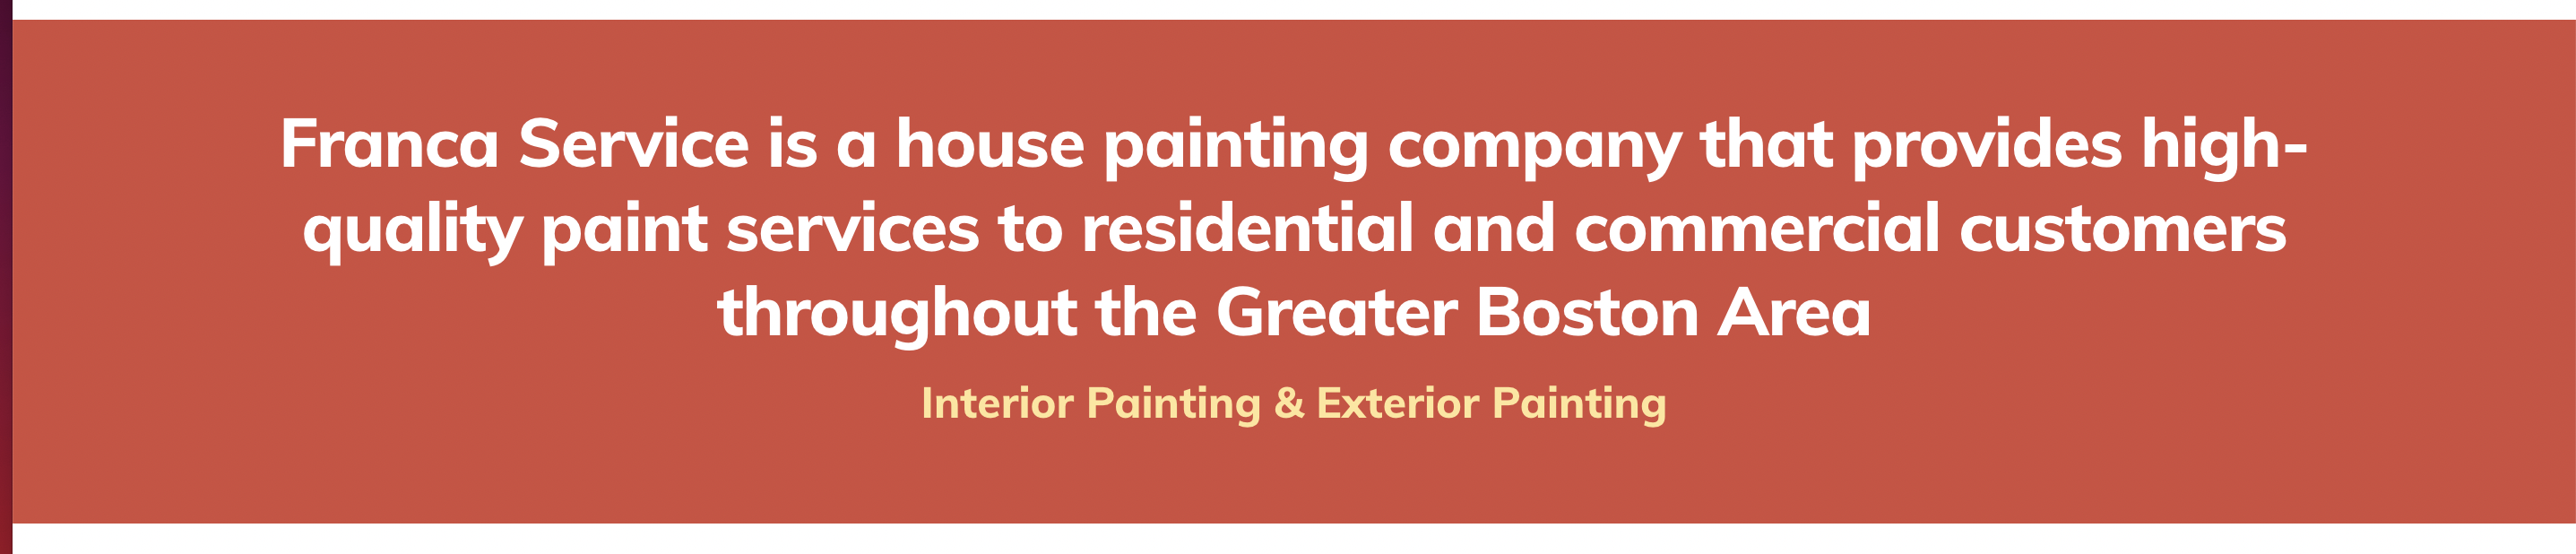 Franca Service is a house painting company that provides high-
quality paint services to residential and commercial customers
throughout the Greater Boston Area
Interior Painting & Exterior Painting